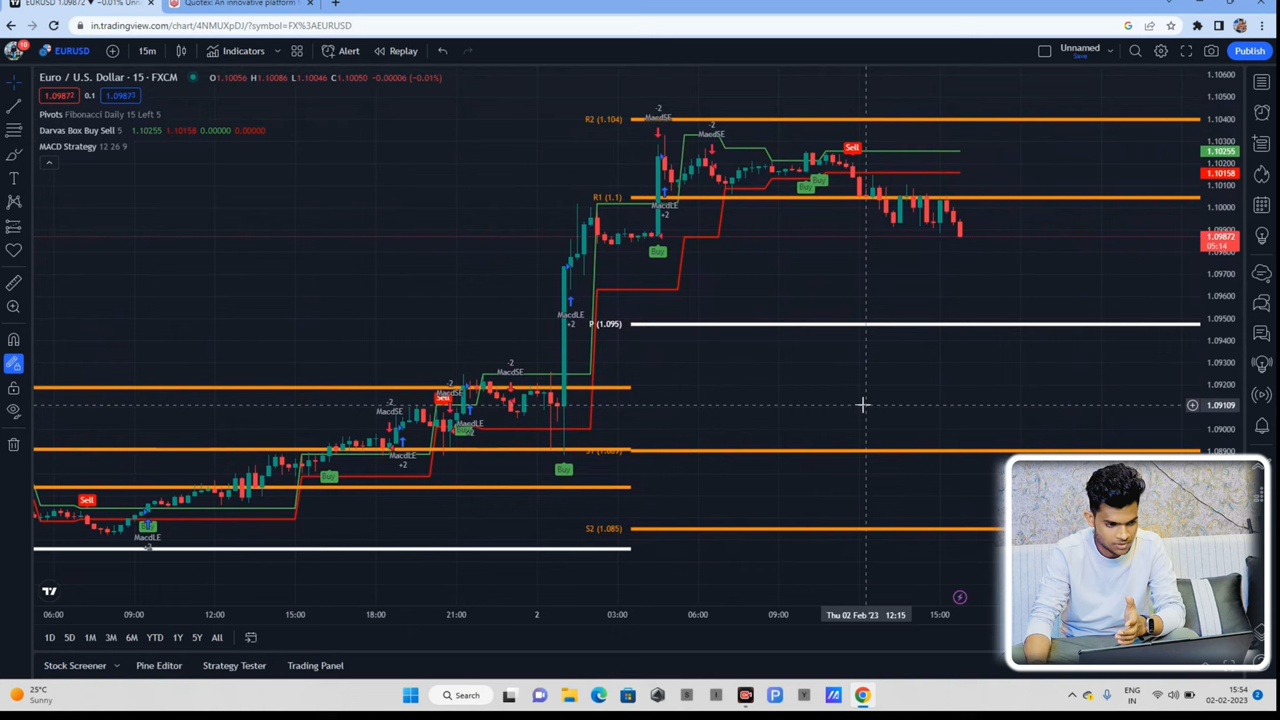 EURUSD 1.09872 ▼ −0.01% Unn
Quotex: An innovative platform
in.tradingview.com/chart/4NMUXpDJ/?symbol=FX%3AEURUSD
10
EURUSD
15m
Indicators
Alert
Replay
Unnamed
Save
Publish
Euro / U.S. Dollar · 15 · FXCM
O1.10056 H1.10086 L1.10046 C1.10050 −0.00006 (−0.01%)
1.09872
0.1
1.09873
Pivots Fibonacci Daily 15 Left 5
Darvas Box Buy Sell 5 1.10255 1.10158 0.00000 0.00000
MACD Strategy 12 26 9
R2 (1.104)
R1 (1.1)
P (1.095)
S2 (1.085)
-2
MacdSE
-2
MacdSE
Sell
Buy
Buy
MacdLE
+2
Buy
MacdLE
+2
-2
MacdSE
-2
MacdSE
Sell
-2
MacdSE
MacdLE
+2
MacdLE
+2
Buy
Buy
Sell
MacdLE
1.10600
1.10500
1.10400
1.10300
1.10255
1.10200
1.10158
1.10100
1.10000
1.09900
1.09872
05:14
1.09700
1.09600
1.09500
1.09400
1.09300
1.09200
1.09109
1.09000
1.08900
06:00
09:00
12:00
15:00
18:00
21:00
2
03:00
06:00
09:00
Thu 02 Feb '23 12:15
15:00
1D 5D 1M 3M 6M YTD 1Y 5Y All
Stock Screener
Pine Editor
Strategy Tester
Trading Panel
25°C
Sunny
Search
ENG
IN
15:54
02-02-2023
2